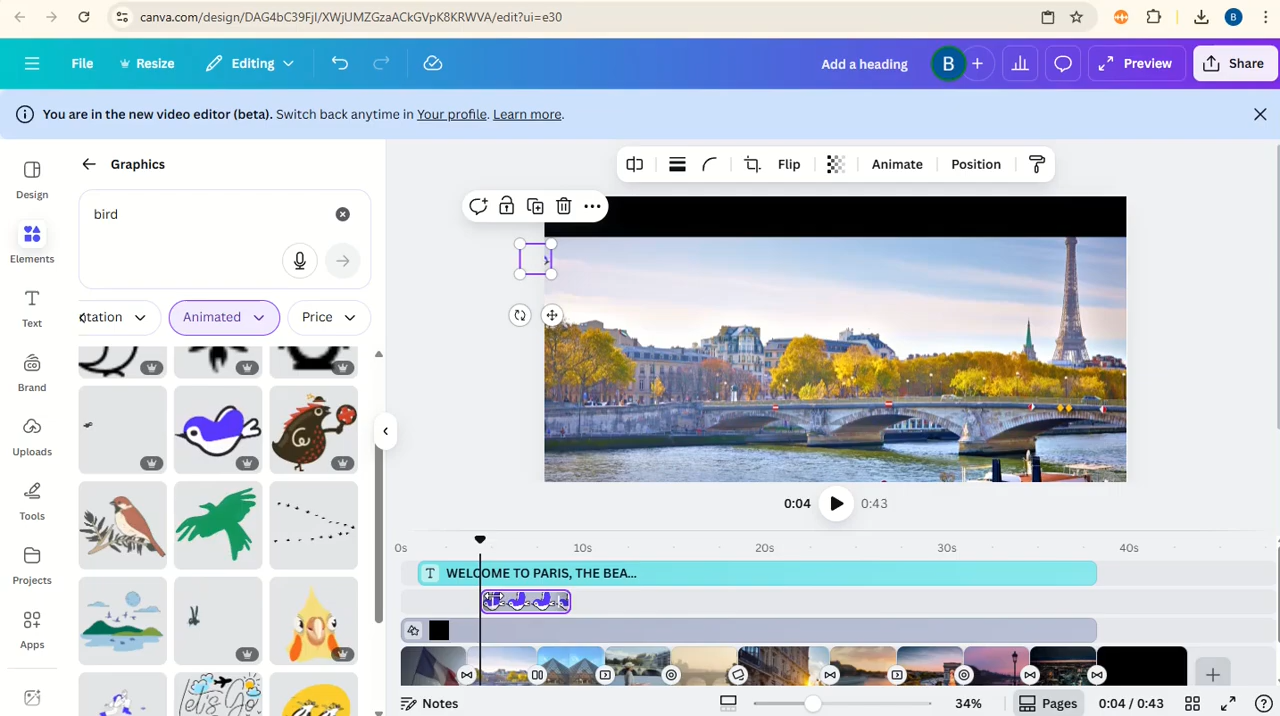 canva.com/design/DAG4bC39FjI/XWjUMZGzaACkGVpK8KRWVA/edit?ui=e30
B
File
Resize
Editing
Add a heading
B
Preview
Share
You are in the new video editor (beta). Switch back anytime in Your profile. Learn more.
Design
Elements
Text
Brand
Uploads
Tools
Projects
Apps
Graphics
bird
tation
Animated
Price
Let's Go
Flip
Animate
Position
0:04
0:43
0s
10s
20s
30s
40s
T WELCOME TO PARIS, THE BEA...
Notes
34%
Pages
0:04 / 0:43